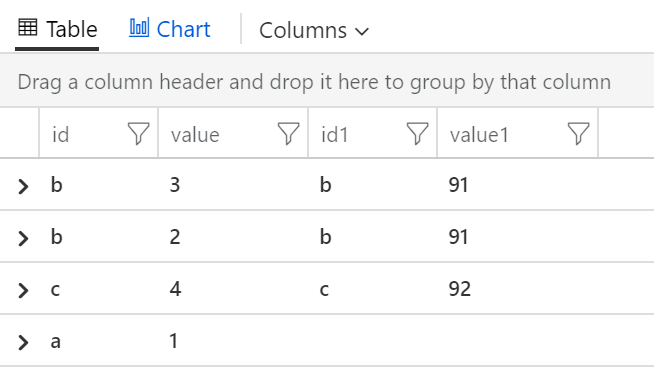 Table Chart Columns
Drag a column header and drop it here to group by that column
id value id1 value1
b 3 b 91
b 2 b 91
c 4 c 92
a 1